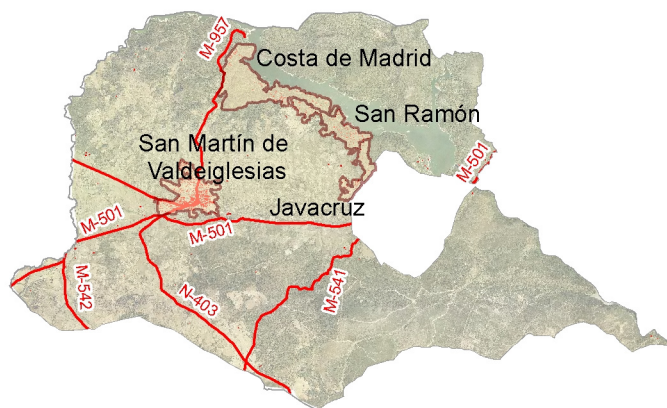 M-957
Costa de Madrid
San Ramón
San Martín de
Valdeiglesias
M-501
Javacruz
M-501
M-501
M-542
N-403
M-541